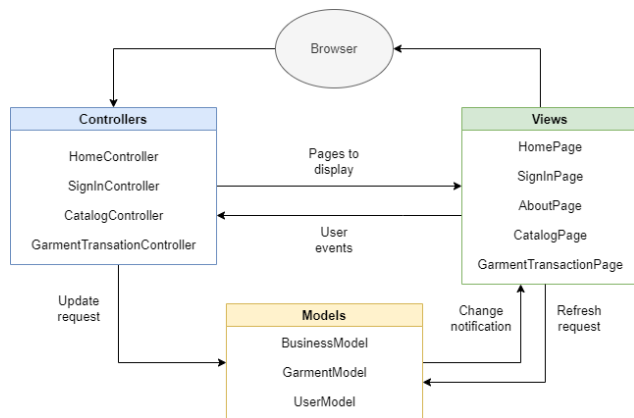 Browser
Controllers
HomeController
SignInController
CatalogController
GarmentTransationController
Pages to
display
User
events
Views
HomePage
SignInPage
AboutPage
CatalogPage
GarmentTransactionPage
Update
request
Change
notification
Refresh
request
Models
BusinessModel
GarmentModel
UserModel